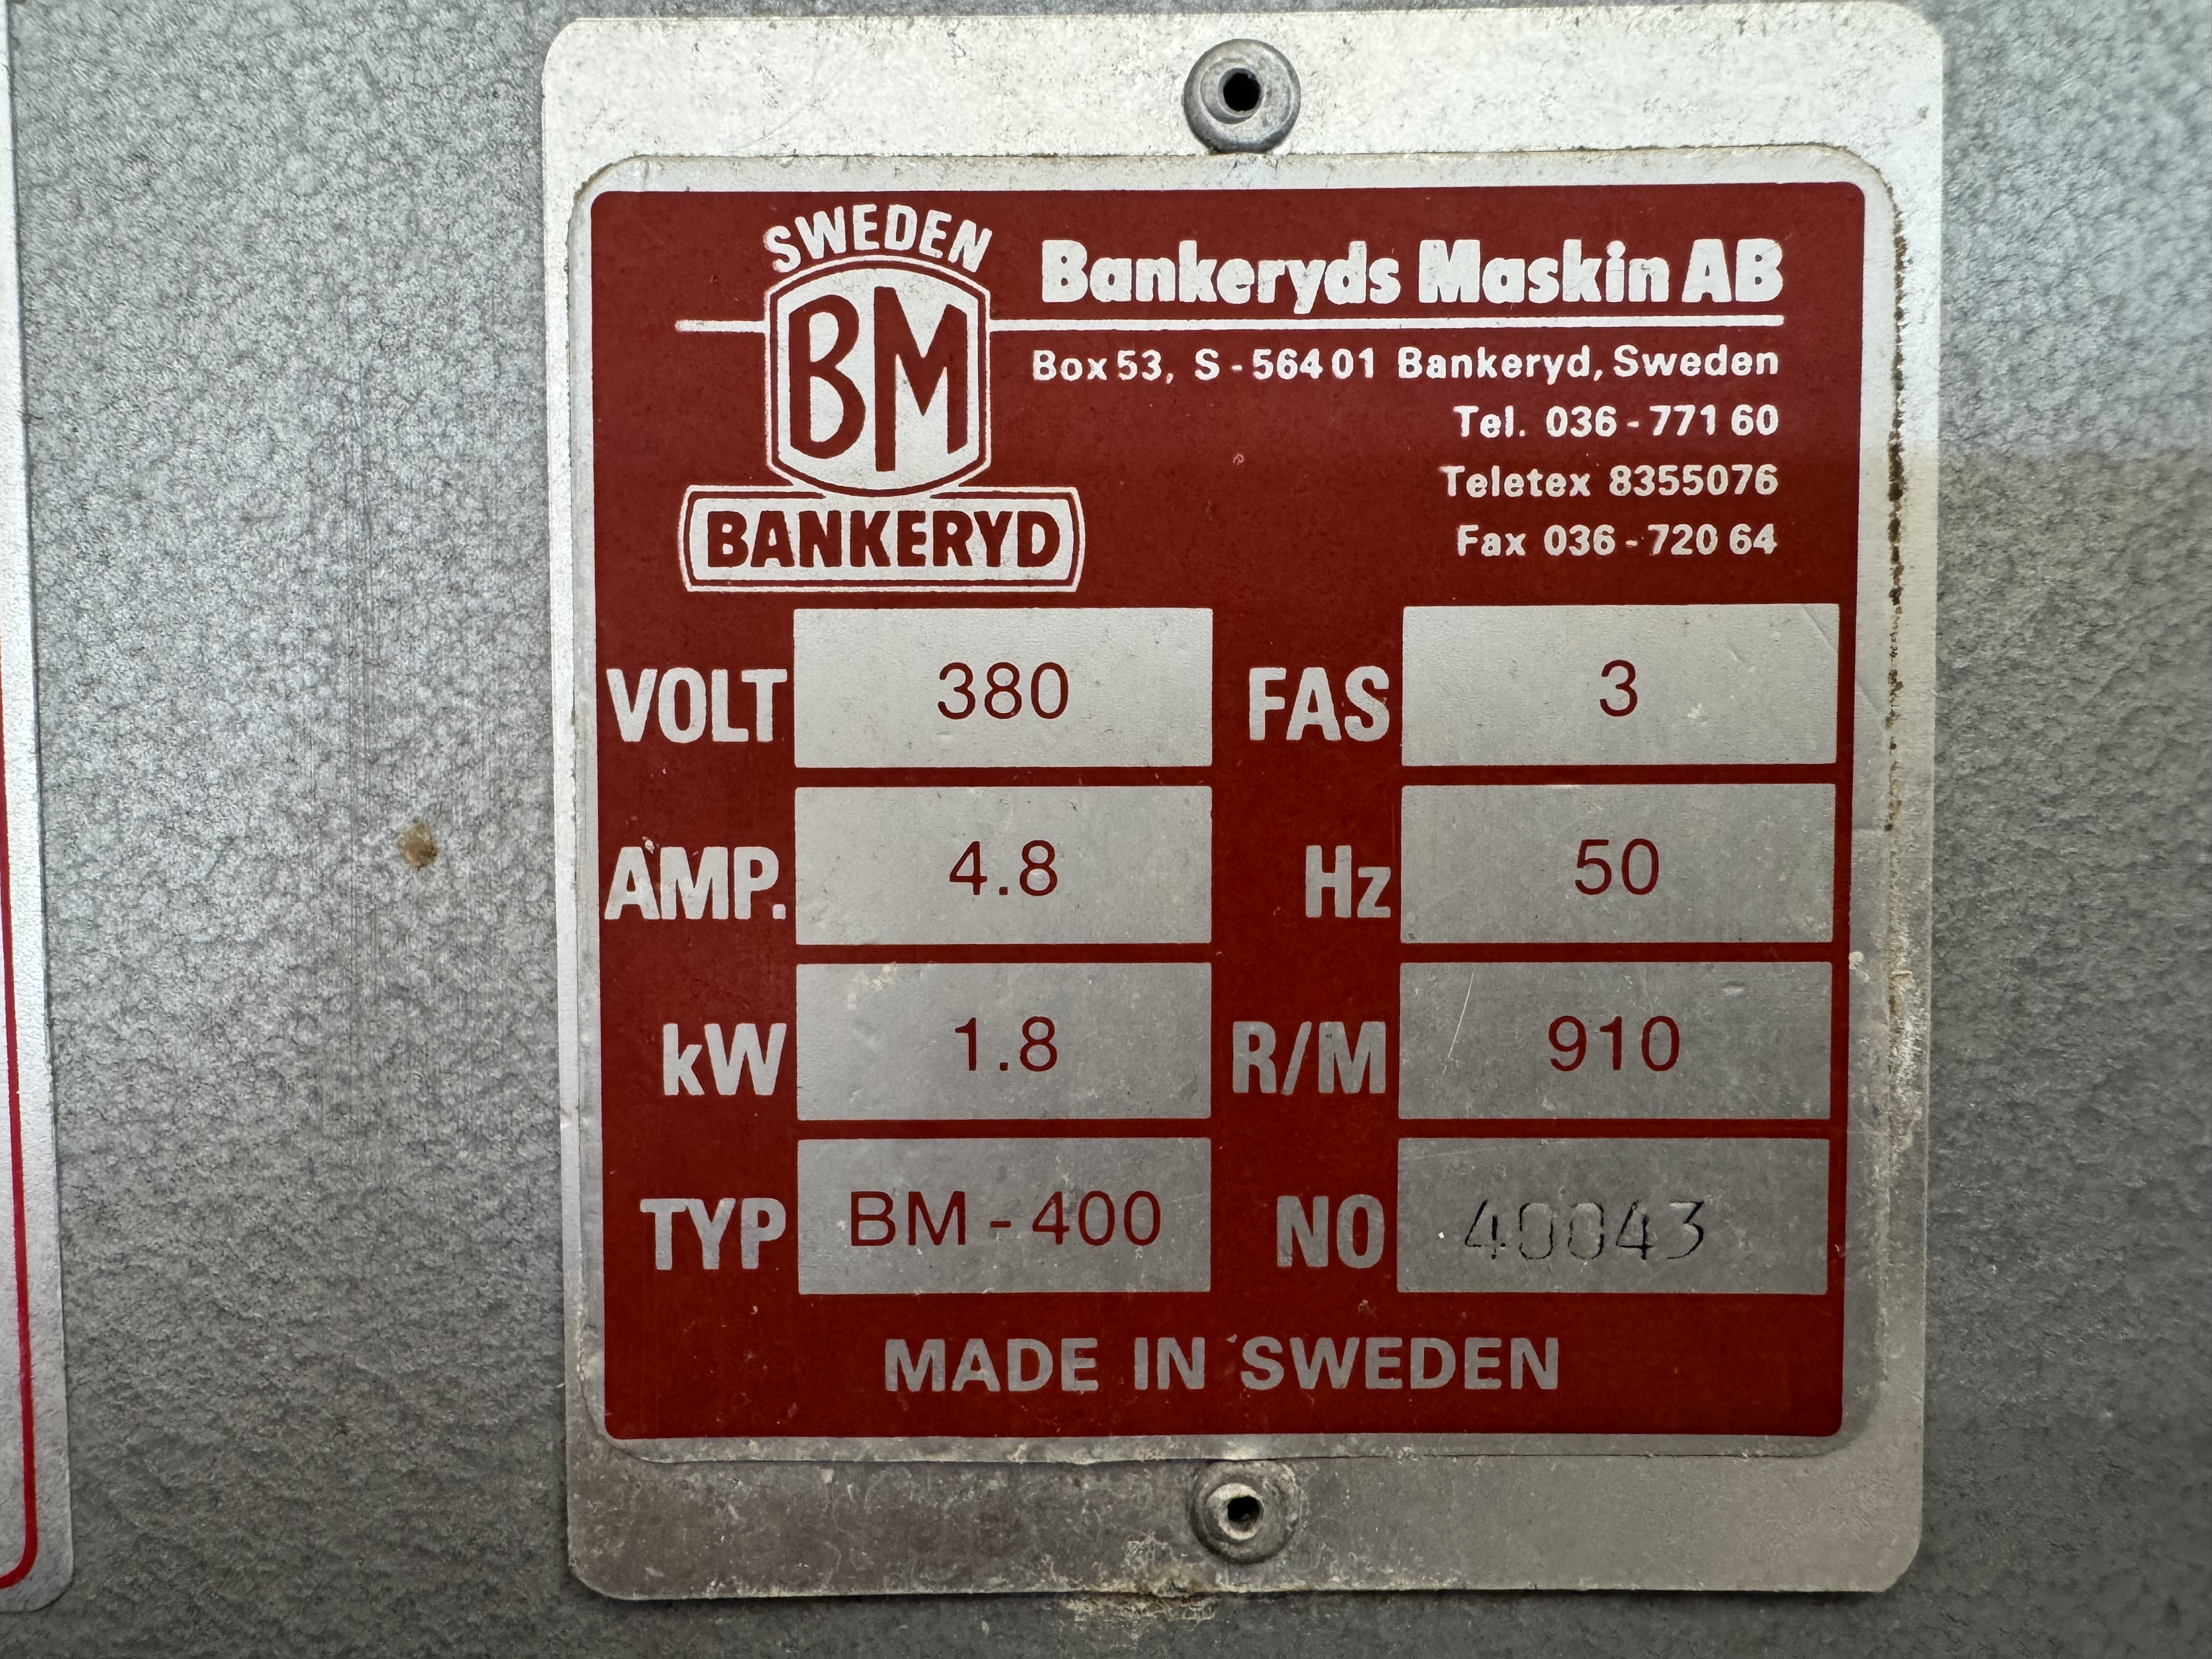 SWEDEN
BM
BANKERYD
Bankeryds Maskin AB
Box 53, S-564 01 Bankeryd, Sweden
Tel. 036-771 60
Teletex 8355076
Fax 036-720 64
VOLT 380 FAS 3
AMP. 4.8 Hz 50
kW 1.8 R/M 910
TYP BM-400 NO 40043
MADE IN SWEDEN